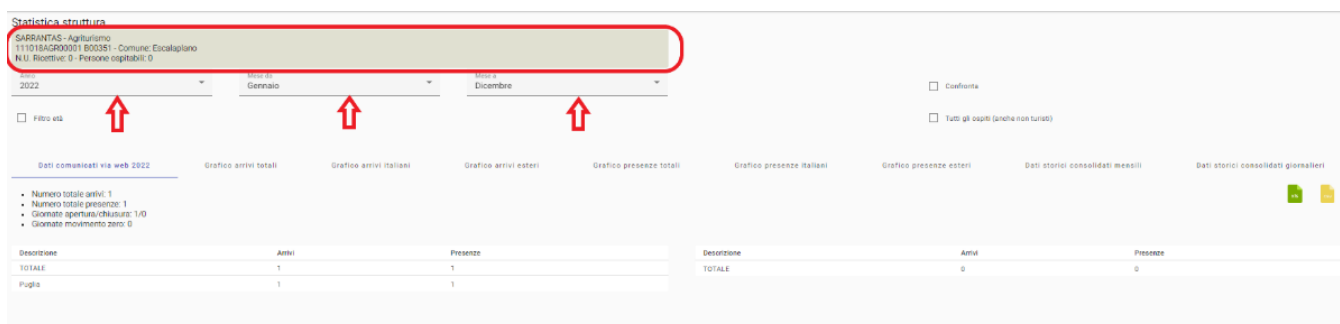 Statistica struttura
SARRANTAS - Agriturismo
111018AGR00001 B00351 - Comune: Escalaplano
N.U. Ricettive: 0 - Persone ospitabili: 0
Anno Mese da Mese a
2022 Gennaio Dicembre
Confronta
Filtro età Tutti gli ospiti (anche non turisti)
Dati comunicati via web 2022 Grafico arrivi totali Grafico arrivi italiani Grafico arrivi esteri Grafico presenze totali Grafico presenze italiani Grafico presenze esteri Dati storici consolidati mensili Dati storici consolidati giornalieri
Numero totale arrivi: 1
Numero totale presenze: 1
Giornate apertura/chiusura: 1/0
Giornate movimento zero: 0
Descrizione Arrivi Presenze Descrizione Arrivi Presenze
TOTALE 1 1 TOTALE 0 0
Puglia 1 1